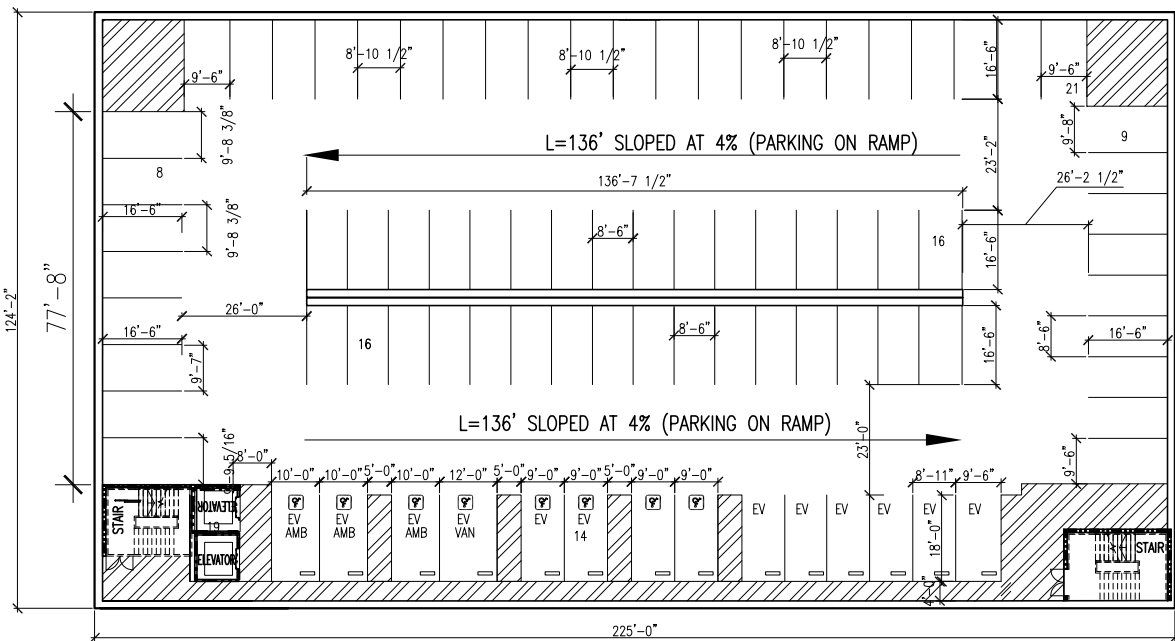 8'-10 1/2"
8'-10 1/2"
8'-10 1/2"
9'-6"
9'-6"
16'-6"
21
9'-8 3/8"
9'-8"
9
L=136' SLOPED AT 4% (PARKING ON RAMP)
23'-2"
8
136'-7 1/2"
26'-2 1/2"
16'-6"
9'-8 3/8"
8'-6"
16
16'-6"
124'-2"
77'-8"
26'-0"
16'-6"
16
8'-6"
16'-6"
8'-6"
16'-6"
9'-7"
L=136' SLOPED AT 4% (PARKING ON RAMP)
23'-0"
9'-6"
8'-0"
10'-0"
10'-0"
5'-0"
10'-0"
12'-0"
5'-0"
9'-0"
9'-0"
5'-0"
9'-0"
9'-0"
8'-11"
9'-6"
STAIR
ELEVATOR
19
ELEVATOR
EV
AMB
EV
AMB
EV
AMB
EV
VAN
EV
EV
14
EV
EV
EV
EV
EV
EV
18'-0"
4'-0"
STAIR
225'-0"